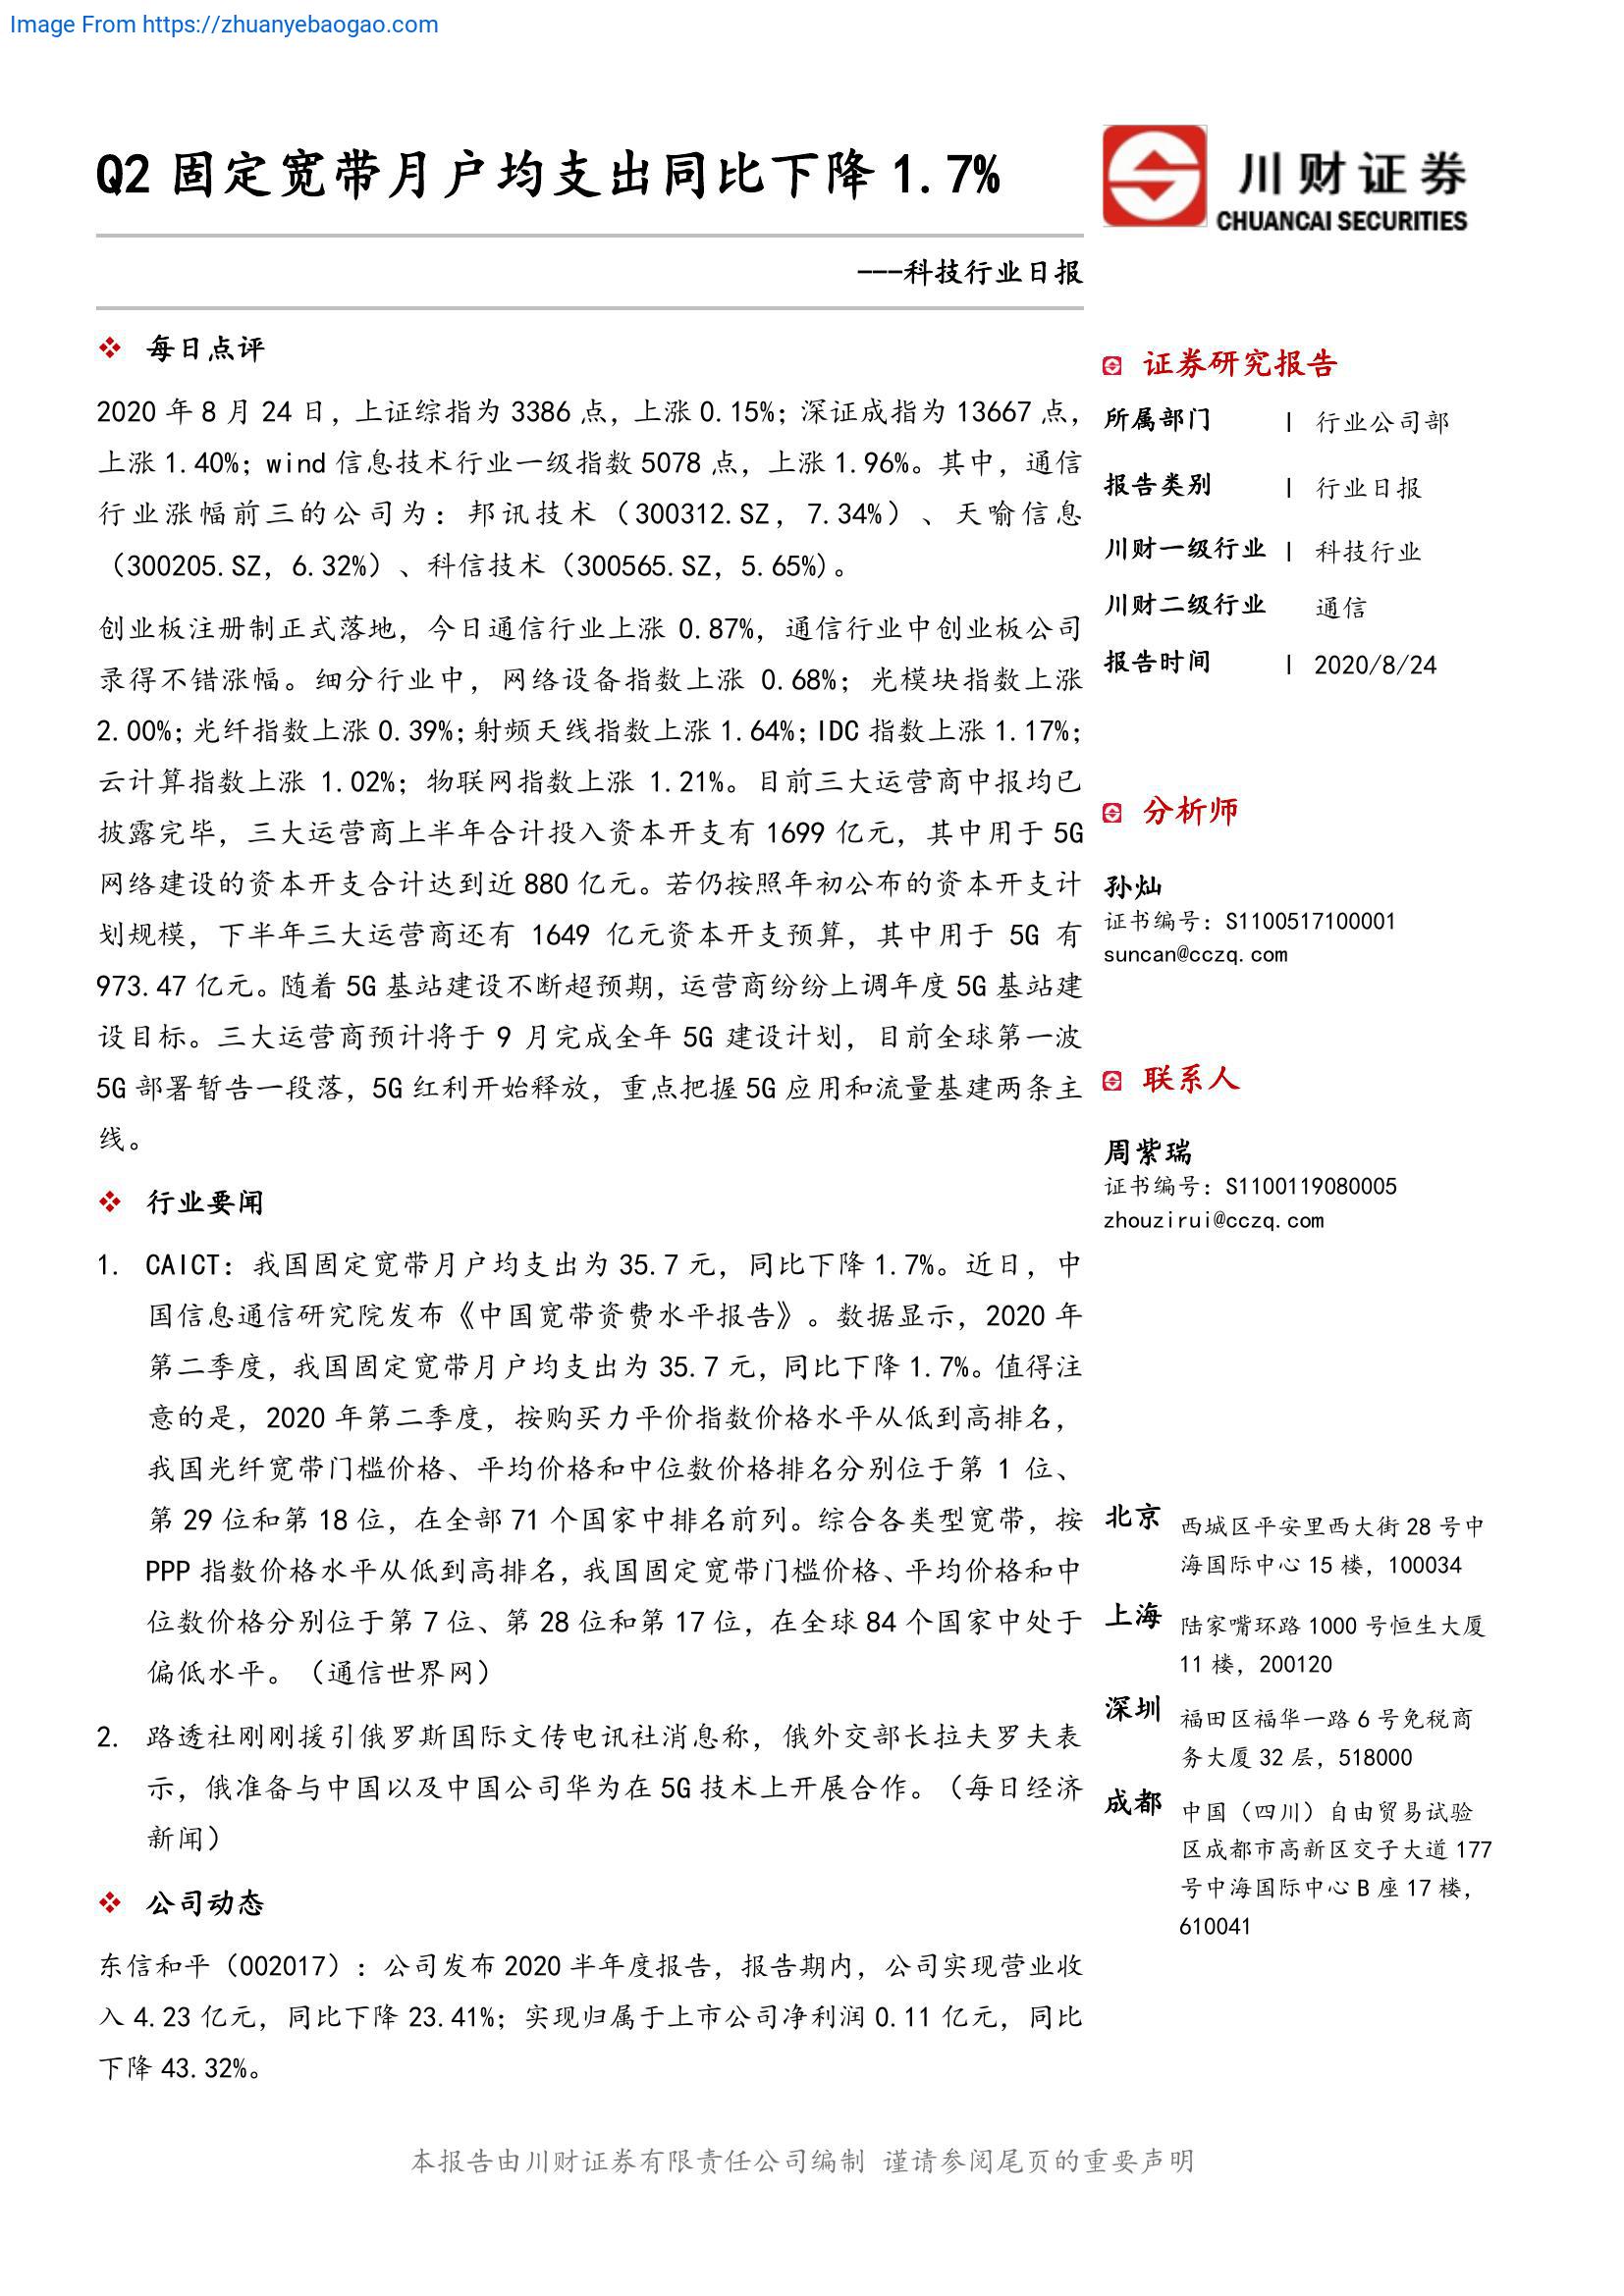 Image From https://zhuanyebaogao.com
Q2 固定宽带月户均支出同比下降 1.7%
川财证券
CHUANCAI SECURITIES
---科技行业日报
❖ 每日点评
2020 年 8 月 24 日，上证综指为 3386 点，上涨 0.15%；深证成指为 13667 点，
上涨 1.40%；wind 信息技术行业一级指数 5078 点，上涨 1.96%。其中，通信
行业涨幅前三的公司为：邦讯技术（300312.SZ，7.34%）、天喻信息
（300205.SZ，6.32%）、科信技术（300565.SZ，5.65%)。
创业板注册制正式落地，今日通信行业上涨 0.87%，通信行业中创业板公司
录得不错涨幅。细分行业中，网络设备指数上涨 0.68%；光模块指数上涨
2.00%；光纤指数上涨 0.39%；射频天线指数上涨 1.64%；IDC 指数上涨 1.17%；
云计算指数上涨 1.02%；物联网指数上涨 1.21%。目前三大运营商中报均已
披露完毕，三大运营商上半年合计投入资本开支有 1699 亿元，其中用于 5G
网络建设的资本开支合计达到近 880 亿元。若仍按照年初公布的资本开支计
划规模，下半年三大运营商还有 1649 亿元资本开支预算，其中用于 5G 有
973.47 亿元。随着 5G 基站建设不断超预期，运营商纷纷上调年度 5G 基站建
设目标。三大运营商预计将于 9 月完成全年 5G 建设计划，目前全球第一波
5G 部署暂告一段落，5G 红利开始释放，重点把握 5G 应用和流量基建两条主
线。
❖ 行业要闻
1. CAICT：我国固定宽带月户均支出为 35.7 元，同比下降 1.7%。近日，中
国信息通信研究院发布《中国宽带资费水平报告》。数据显示，2020 年
第二季度，我国固定宽带月户均支出为 35.7 元，同比下降 1.7%。值得注
意的是，2020 年第二季度，按购买力平价指数价格水平从低到高排名，
我国光纤宽带门槛价格、平均价格和中位数价格排名分别位于第 1 位、
第 29 位和第 18 位，在全部 71 个国家中排名前列。综合各类型宽带，按
PPP 指数价格水平从低到高排名，我国固定宽带门槛价格、平均价格和中
位数价格分别位于第 7 位、第 28 位和第 17 位，在全球 84 个国家中处于
偏低水平。（通信世界网）
2. 路透社刚刚援引俄罗斯国际文传电讯社消息称，俄外交部长拉夫罗夫表
示，俄准备与中国以及中国公司华为在 5G 技术上开展合作。（每日经济
新闻）
❖ 公司动态
东信和平（002017）：公司发布 2020 半年度报告，报告期内，公司实现营业收
入 4.23 亿元，同比下降 23.41%；实现归属于上市公司净利润 0.11 亿元，同比
下降 43.32%。
证券研究报告
所属部门 | 行业公司部
报告类别 | 行业日报
川财一级行业 | 科技行业
川财二级行业 通信
报告时间 | 2020/8/24
分析师
孙灿
证书编号：S1100517100001
suncan@cczq.com
联系人
周紫瑞
证书编号：S1100119080005
zhouzirui@cczq.com
北京 西城区平安里西大街 28 号中
海国际中心 15 楼，100034
上海 陆家嘴环路 1000 号恒生大厦
11 楼，200120
深圳 福田区福华一路 6 号免税商
务大厦 32 层，518000
成都 中国（四川）自由贸易试验
区成都市高新区交子大道 177
号中海国际中心 B 座 17 楼，
610041
本报告由川财证券有限责任公司编制 谨请参阅尾页的重要声明